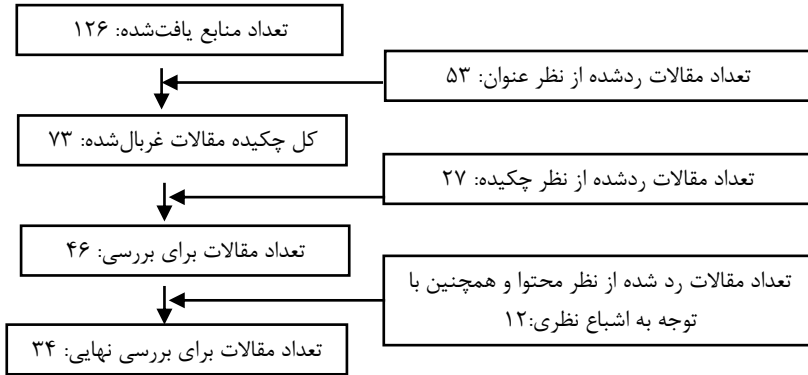 تعداد منابع یافت‌شده: ۱۲۶
تعداد مقالات ردشده از نظر عنوان: ۵۳
کل چکیده مقالات غربال‌شده: ۷۳
تعداد مقالات ردشده از نظر چکیده: ۲۷
تعداد مقالات برای بررسی: ۴۶
تعداد مقالات رد شده از نظر محتوا و همچنین با
توجه به اشباع نظری:۱۲
تعداد مقالات برای بررسی نهایی: ۳۴